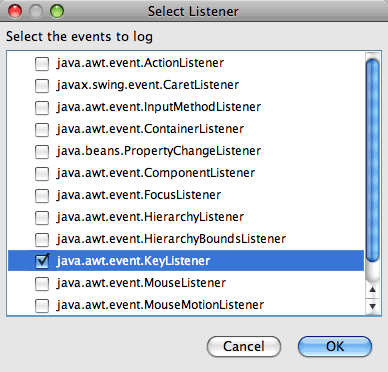 Select Listener
Select the events to log
java.awt.event.ActionListener
javax.swing.event.CaretListener
java.awt.event.InputMethodListener
java.awt.event.ContainerListener
java.beans.PropertyChangeListener
java.awt.event.ComponentListener
java.awt.event.FocusListener
java.awt.event.HierarchyListener
java.awt.event.HierarchyBoundsListener
java.awt.event.KeyListener
java.awt.event.MouseListener
java.awt.event.MouseMotionListener
Cancel OK